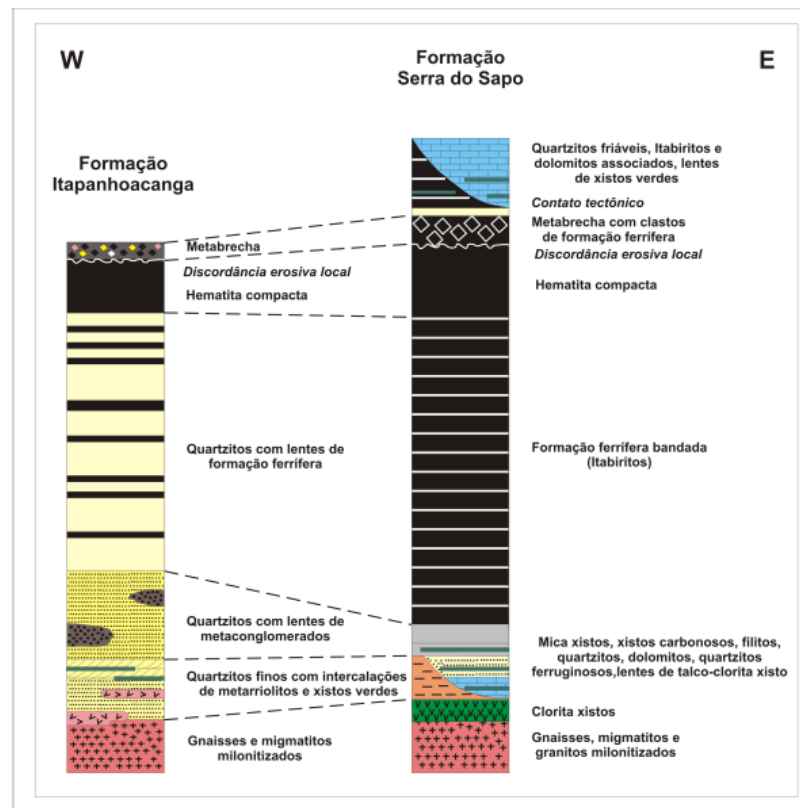 W
Formação
Serra do Sapo
E
Formação
Itapanhoacanga
Metabrecha
Discordância erosiva local
Hematita compacta
Quartzitos com lentes de
formação ferrífera
Quartzitos com lentes de
metaconglomerados
Quartzitos finos com intercalações
de metarriolitos e xistos verdes
Gnaisses e migmatitos
milonitizados
Quartzitos friáveis, Itabiritos e
dolomitos associados, lentes
de xistos verdes
Contato tectônico
Metabrecha com clastos
de formação ferrífera
Discordância erosiva local
Hematita compacta
Formação ferrífera bandada
(Itabiritos)
Mica xistos, xistos carbonosos, filitos,
quartzitos, dolomitos, quartzitos
ferruginosos,lentes de talco-clorita xisto
Clorita xistos
Gnaisses, migmatitos e
granitos milonitizados